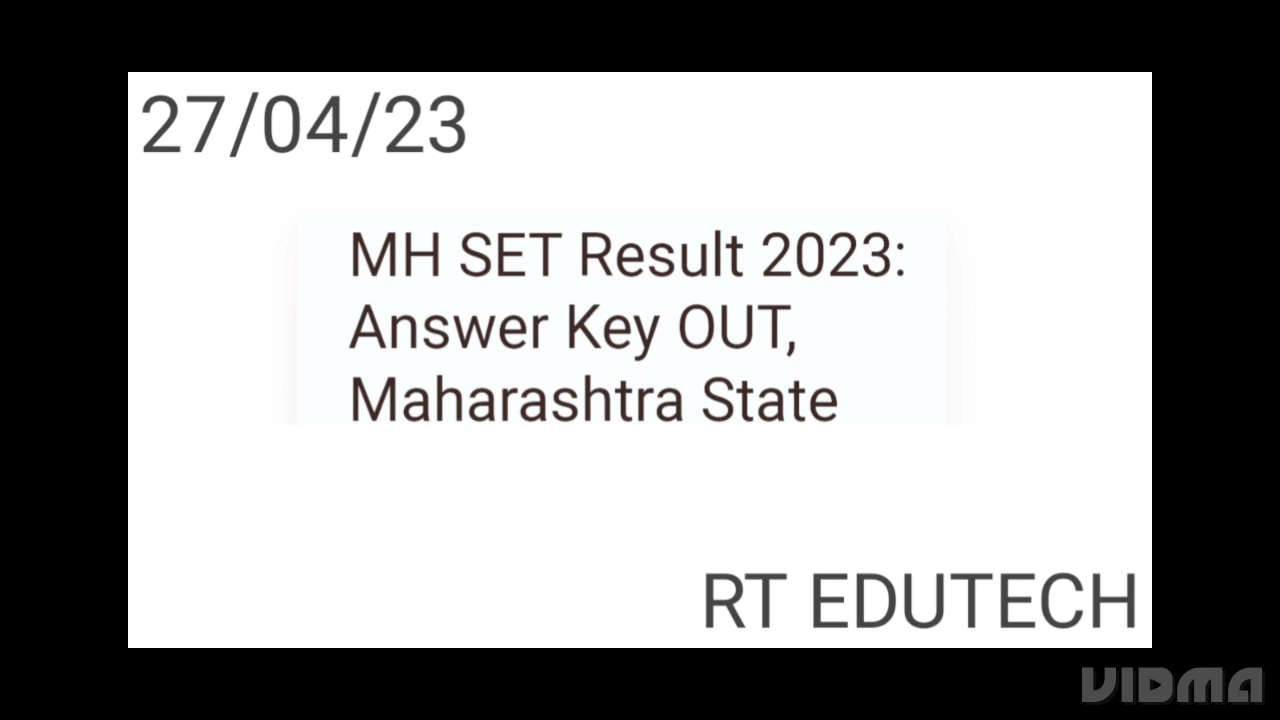 27/04/23
MH SET Result 2023:
Answer Key OUT,
Maharashtra State
RT EDUTECH
VIDMA